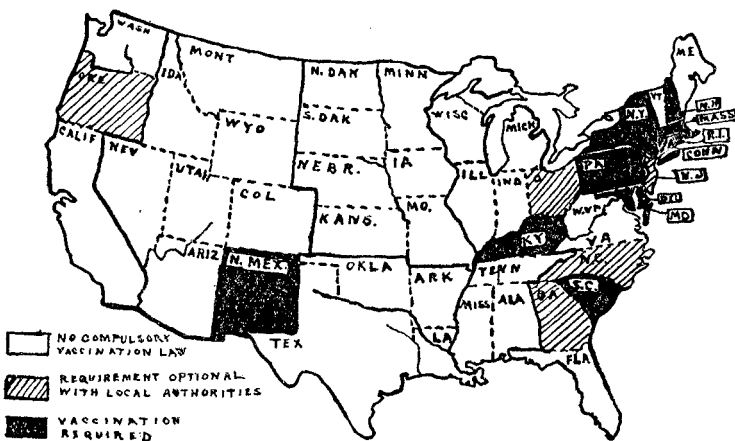 WASH
MONT
N. DAK
MINN
ME
ORE
IDA
S. DAK
WISC
MICH
VT
N.Y.
N.H
MASS
R.I.
CONN
WYO
CALIF
NEV
UTAH
NEBR.
IA
ILL
IND
O
PA
N.J
DEL
MD
COL
KANS.
MO.
W.VA
VA
KY
ARIZ
N. MEX.
OKLA
ARK
TENN
N.C
S.C.
MISS
ALA
GA
TEX
LA
FLA
NO COMPULSORY
VACCINATION LAW
REQUIREMENT OPTIONAL
WITH LOCAL AUTHORITIES
VACCINATION
REQUIRED